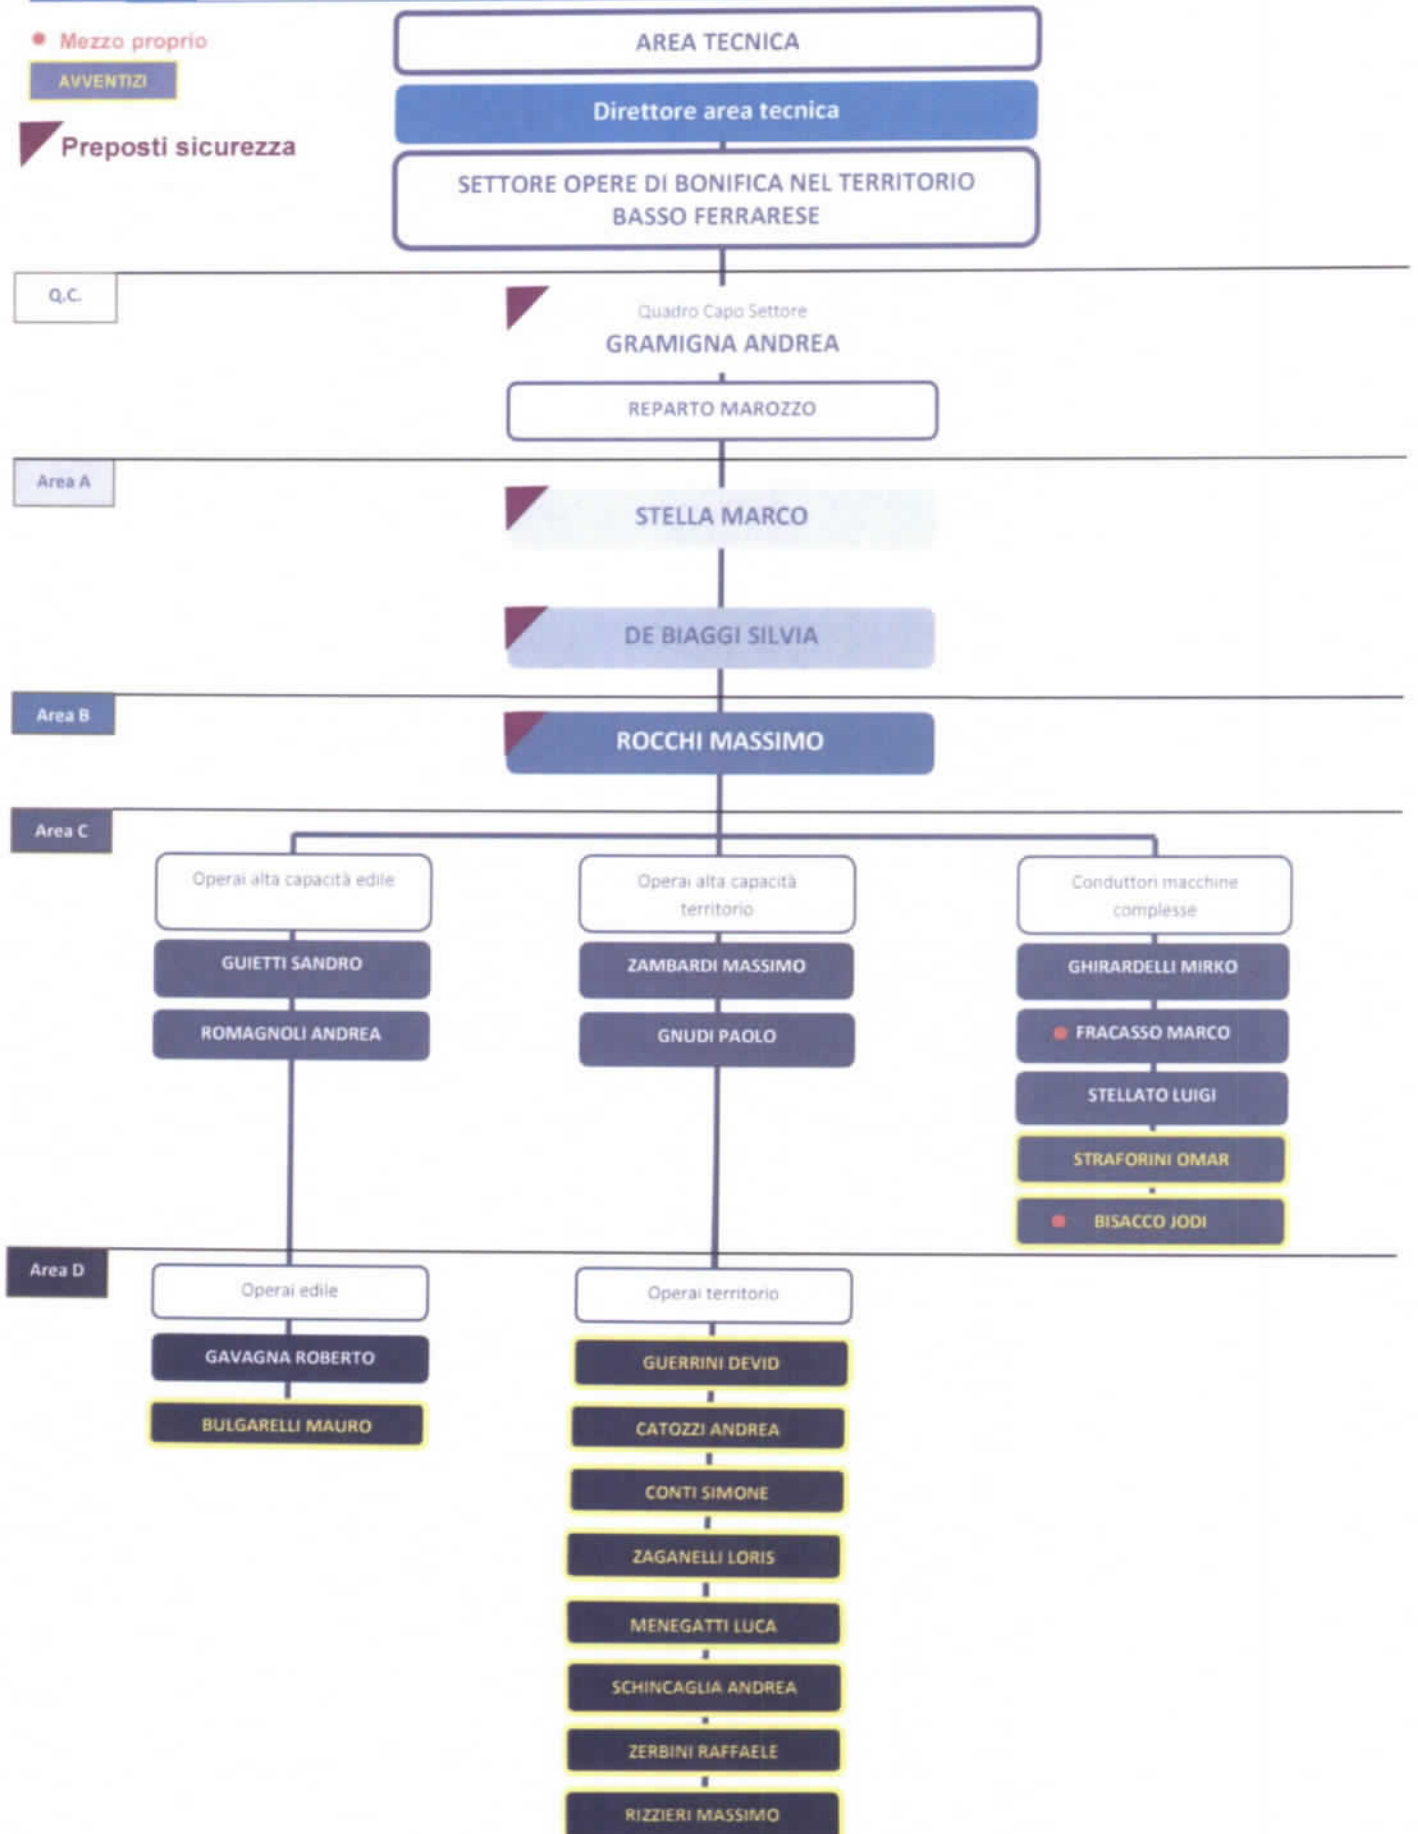 Mezzo proprio
AVVENTIZI
Preposti sicurezza
AREA TECNICA
Direttore area tecnica
SETTORE OPERE DI BONIFICA NEL TERRITORIO
BASSO FERRARESE
Q.C.
Quadro Capo Settore
GRAMIGNA ANDREA
REPARTO MAROZZO
Area A
STELLA MARCO
DE BIAGGI SILVIA
Area B
ROCCHI MASSIMO
Area C
Operai alta capacità edile
GUIETTI SANDRO
ROMAGNOLI ANDREA
Operai alta capacità
territorio
ZAMBARDI MASSIMO
GNUDI PAOLO
Conduttori macchine
complesse
GHIRARDELLI MIRKO
FRACASSO MARCO
STELLATO LUIGI
STRAFORINI OMAR
BISACCO JODI
Area D
Operai edile
GAVAGNA ROBERTO
BULGARELLI MAURO
Operai territorio
GUERRINI DEVID
CATOZZI ANDREA
CONTI SIMONE
ZAGANELLI LORIS
MENEGATTI LUCA
SCHINCAGLIA ANDREA
ZERBINI RAFFAELE
RIZZIERI MASSIMO